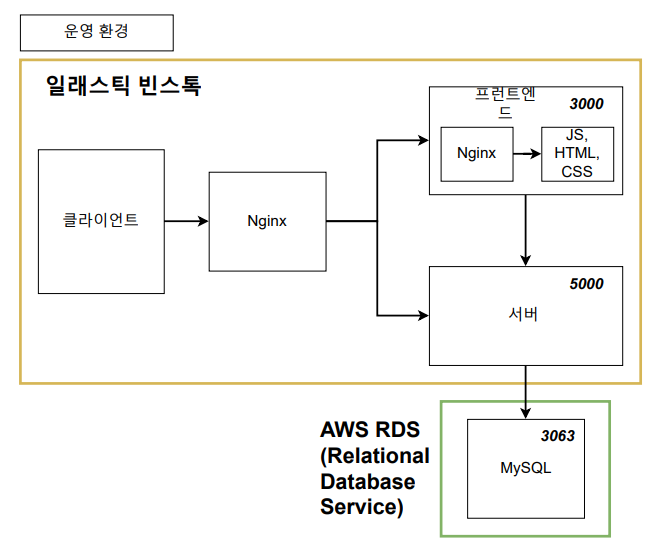 운영 환경
일래스틱 빈스톡
프런트엔
드
3000
Nginx
JS,
HTML,
CSS
클라이언트
Nginx
5000
서버
AWS RDS
(Relational
Database
Service)
3063
MySQL